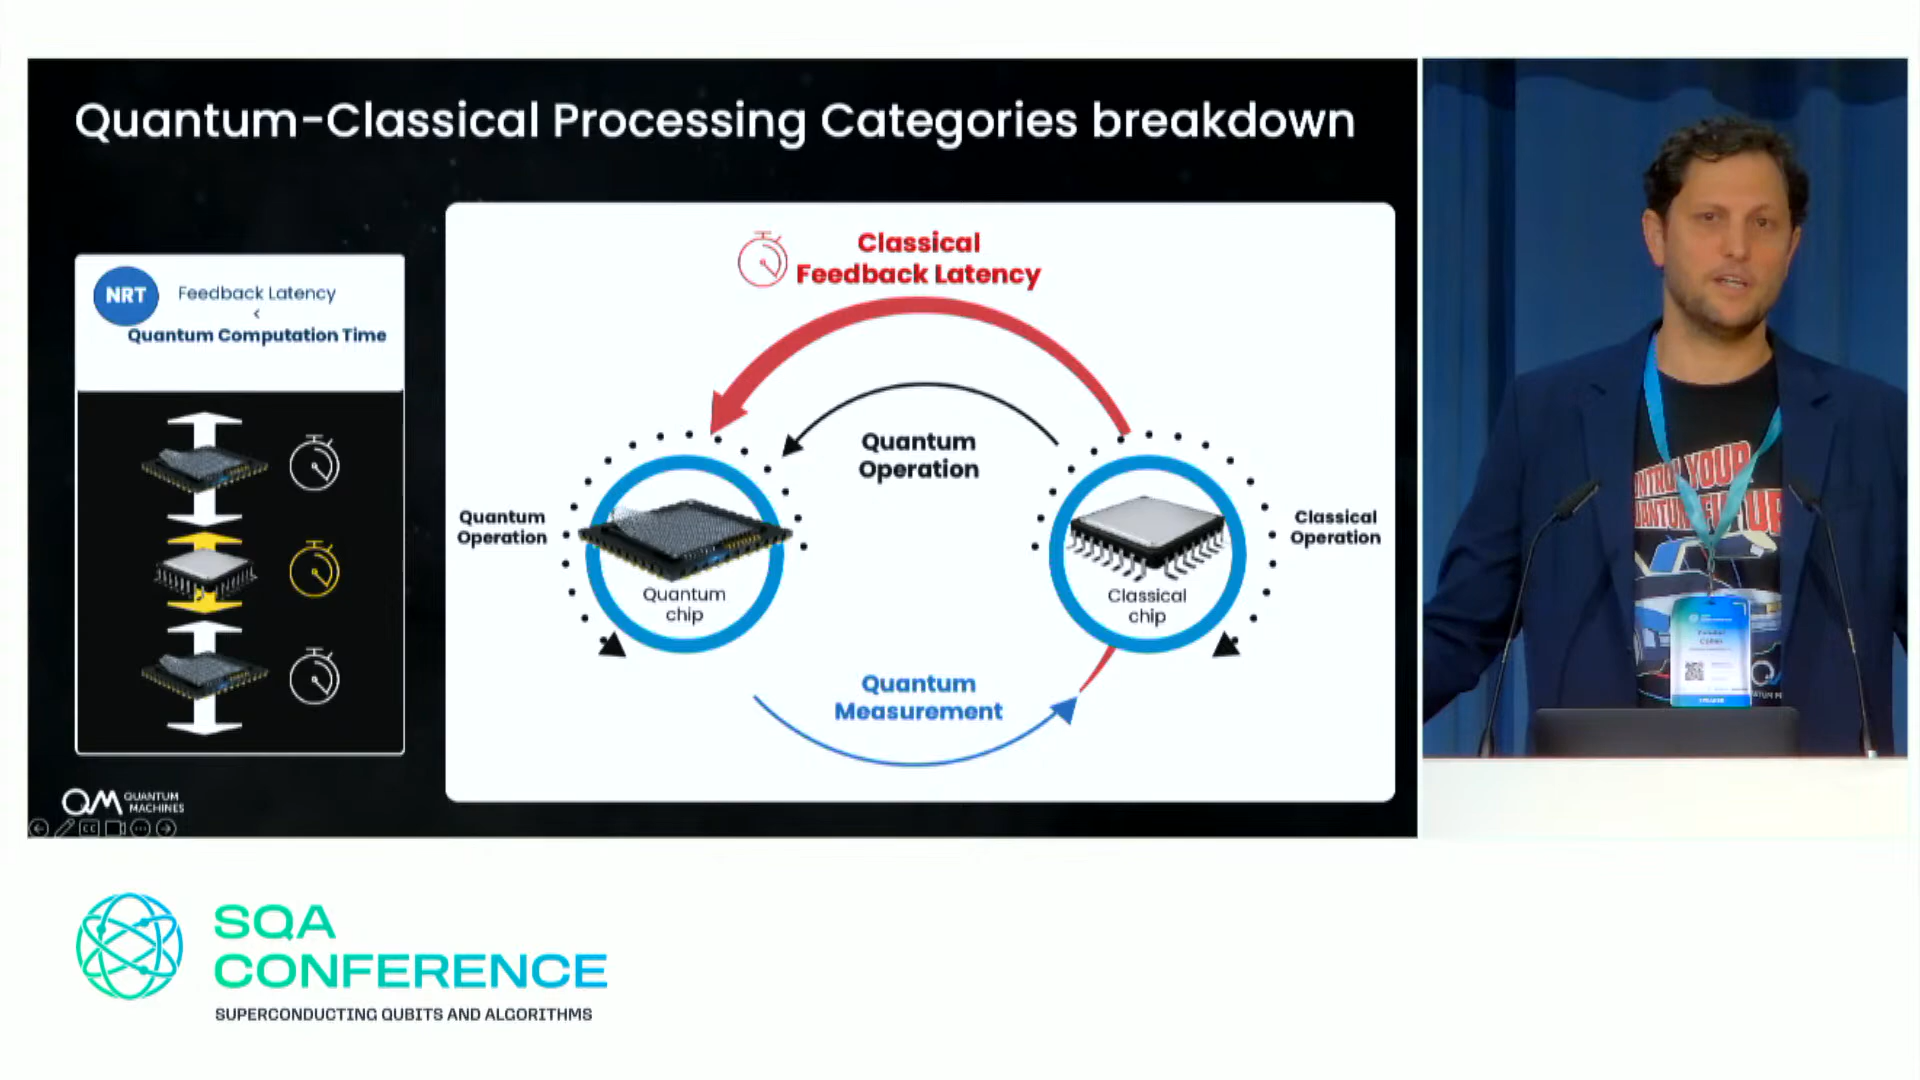 Quantum-Classical Processing Categories breakdown
NRT
Feedback Latency
<
Quantum Computation Time
Classical
Feedback Latency
Quantum
Operation
Quantum
Operation
Classical
Operation
Quantum
chip
Classical
chip
Quantum
Measurement
QM QUANTUM
MACHINES
CC
SQA
CONFERENCE
SUPERCONDUCTING QUBITS AND ALGORITHMS